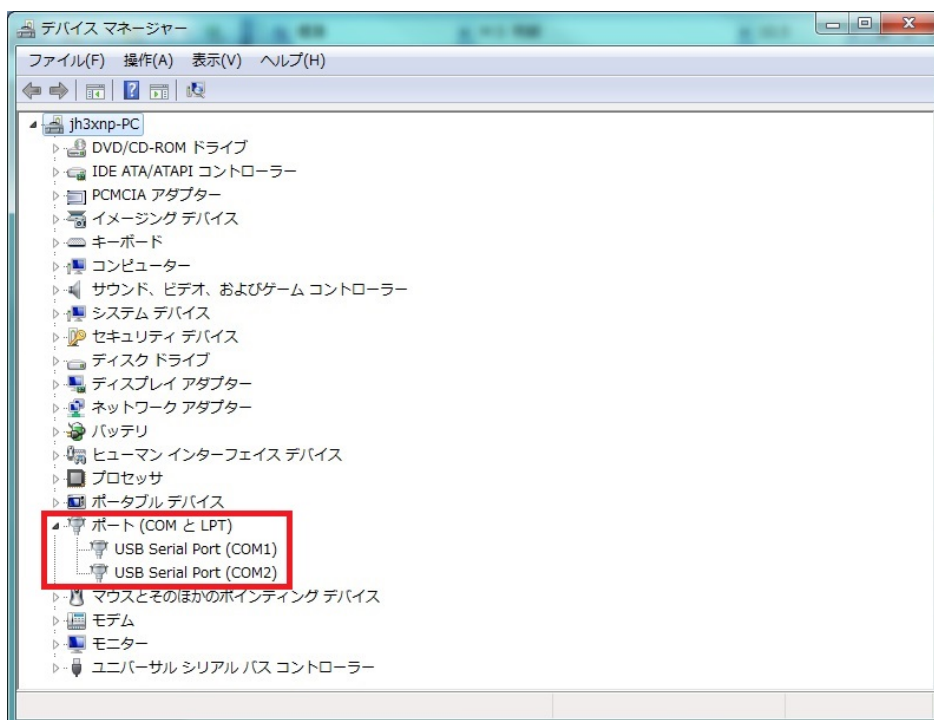 デバイス マネージャー
ファイル(F) 操作(A) 表示(V) ヘルプ(H)
jh3xnp-PC
DVD/CD-ROM ドライブ
IDE ATA/ATAPI コントローラー
PCMCIA アダプター
イメージング デバイス
キーボード
コンピューター
サウンド、ビデオ、およびゲーム コントローラー
システム デバイス
セキュリティ デバイス
ディスク ドライブ
ディスプレイ アダプター
ネットワーク アダプター
バッテリ
ヒューマン インターフェイス デバイス
プロセッサ
ポータブル デバイス
ポート (COM と LPT)
USB Serial Port (COM1)
USB Serial Port (COM2)
マウスとそのほかのポインティング デバイス
モデム
モニター
ユニバーサル シリアル バス コントローラー